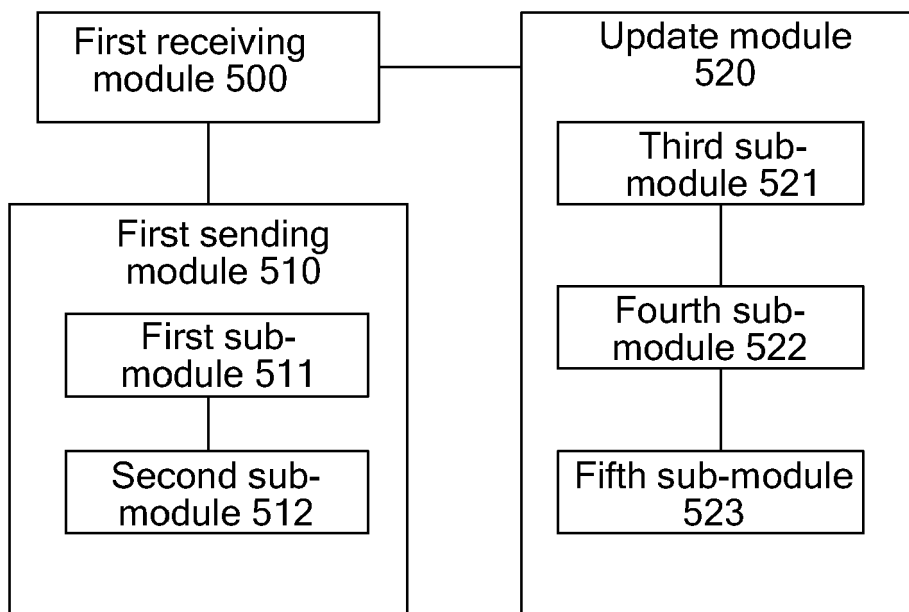 First receiving
module 500
First sending
module 510
First sub-
module 511
Second sub-
module 512
Update module
520
Third sub-
module 521
Fourth sub-
module 522
Fifth sub-module
523